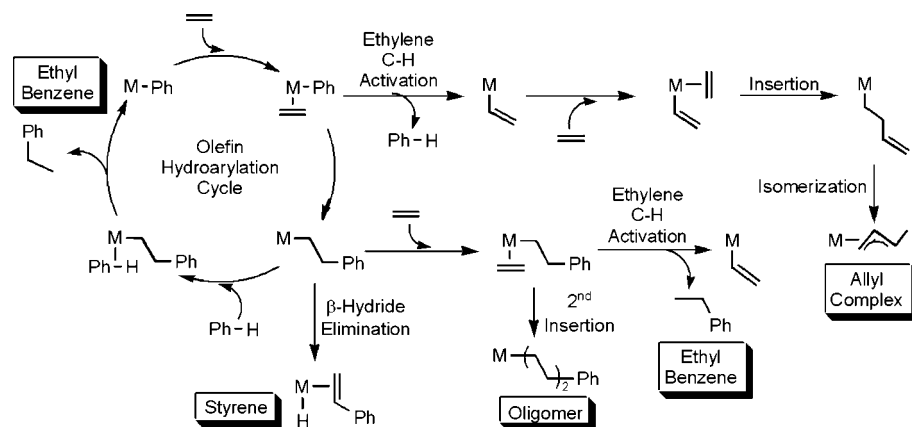 Ethylene
C-H
Activation
Ethyl
Benzene
M-Ph
M-Ph
M
M
Insertion
M
Ph-H
Ph
Olefin
Hydroarylation
Cycle
Ethylene
C-H
Activation
Isomerization
M
Ph-H
Ph
M
Ph
M
Ph
M
M
Allyl
Complex
Ph-H
β-Hydride
Elimination
2nd
Insertion
Ph
Ethyl
Benzene
M
H
Ph
Styrene
M ( ) 2 Ph
Oligomer